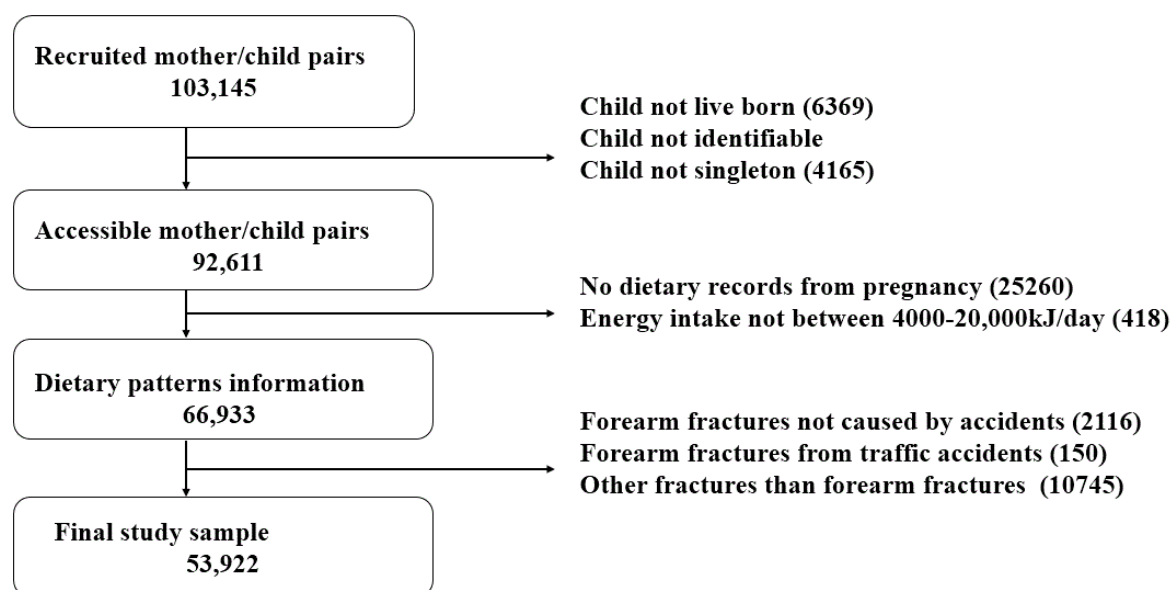 Recruited mother/child pairs
103,145
Child not live born (6369)
Child not identifiable
Child not singleton (4165)
Accessible mother/child pairs
92,611
No dietary records from pregnancy (25260)
Energy intake not between 4000-20,000kJ/day (418)
Dietary patterns information
66,933
Forearm fractures not caused by accidents (2116)
Forearm fractures from traffic accidents (150)
Other fractures than forearm fractures (10745)
Final study sample
53,922